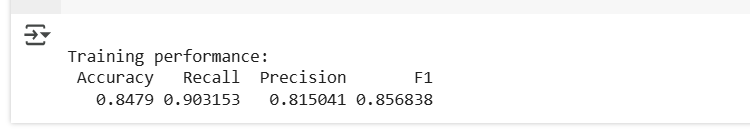 Training performance:
Accuracy Recall Precision F1
0.8479 0.903153 0.815041 0.856838